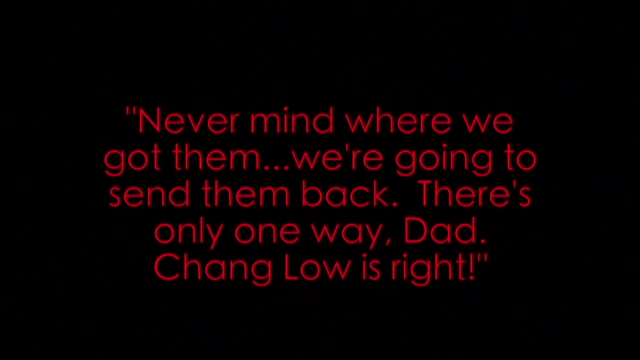 "Never mind where we
got them...we're going to
send them back.  There's
only one way, Dad.
Chang Low is right!"